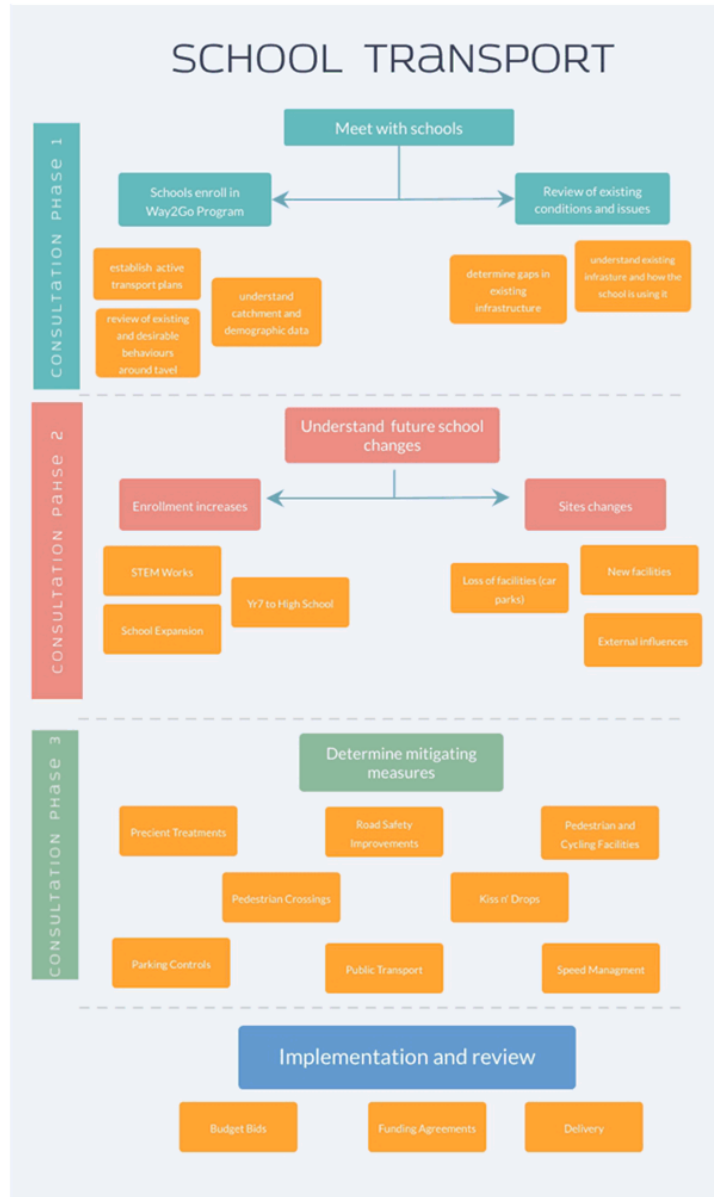 SCHOOL TRANSPORT
CONSULTATION PHASE 1
Meet with schools
Schools enroll in
Way2Go Program
Review of existing
conditions and issues
establish active
transport plans
understand
catchment and
demographic data
review of existing
and desirable
behaviours
around tavel
determine gaps in
existing
infrastructure
understand existing
infrasture and how the
school is using it
CONSULTATION PAHSE 2
Understand future school
changes
Enrollment increases
Sites changes
STEM Works
Yr7 to High School
School Expansion
Loss of facilities (car
parks)
New facilities
External influences
CONSULTATION PHASE 3
Determine mitigating
measures
Precient Treatments
Road Safety
Improvements
Pedestrian and
Cycling Facilities
Pedestrian Crossings
Kiss n' Drops
Parking Controls
Public Transport
Speed Managment
Implementation and review
Budget Bids
Funding Agreements
Delivery